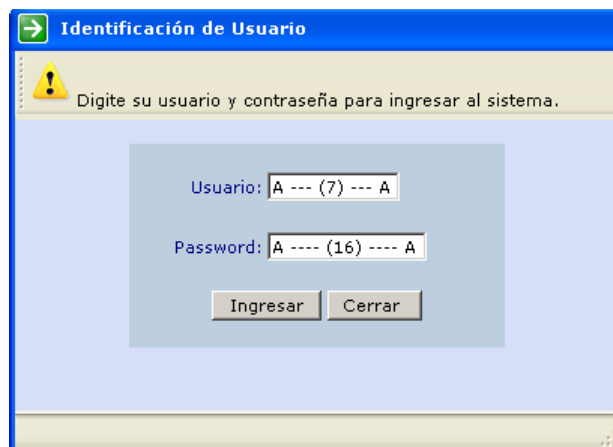 Identificación de Usuario
Digite su usuario y contraseña para ingresar al sistema.
Usuario: A --- (7) --- A
Password: A ---- (16) ---- A
Ingresar Cerrar